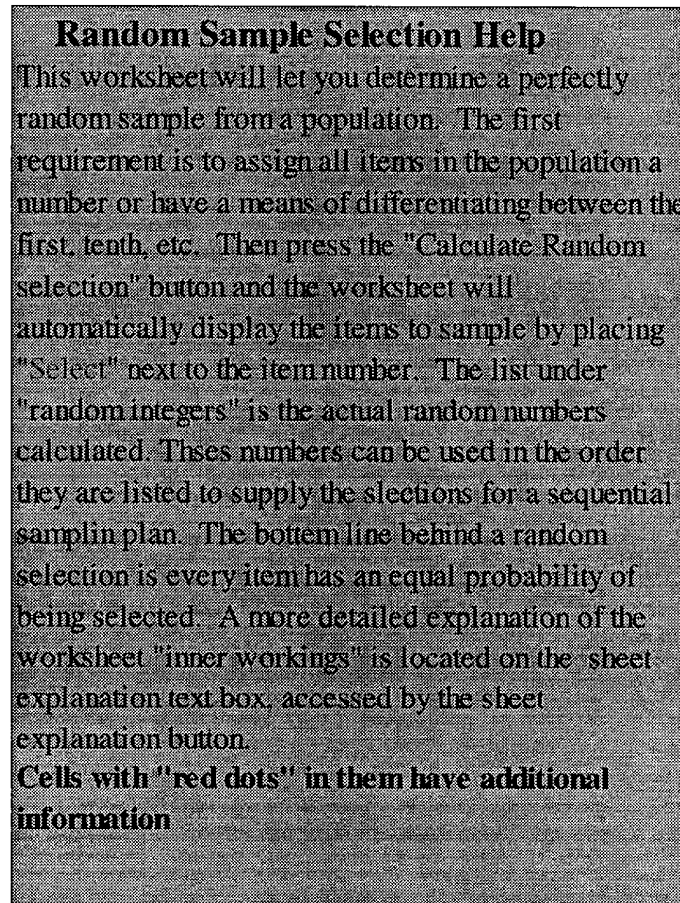 Random Sample Selection Help
This worksheet will let you determine a perfectly
random sample from a population. The first
requirement is to assign all items in the population a
number or have a means of differentiating between the
first, tenth, etc. Then press the "Calculate Random
selection" button and the worksheet will
automatically display the items to sample by placing
"Select" next to the item number. The list under
"random integers" is the actual random numbers
calculated. Thses numbers can be used in the order
they are listed to supply the slections for a sequential
samplin plan. The bottem line behind a random
selection is every item has an equal probability of
being selected. A more detailed explanation of the
worksheet "inner workings" is located on the sheet
explanation text box, accessed by the sheet
explanation button.
Cells with "red dots" in them have additional
information